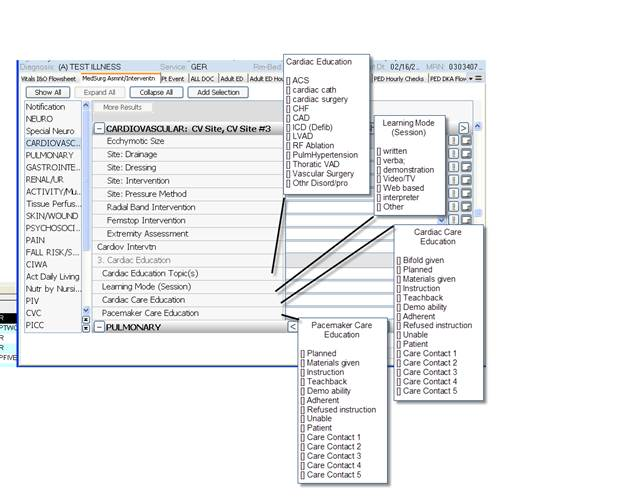 Diagnosis: (A) TEST ILLNESS Service: GER Rm-Bed Dt: 02/16/2... MRN: 0303407...
Vitals I&O Flowsheet MedSurg Asmnt/Interventn Pt Event ALL DOC Adult ED Adult ED Hou PED Hourly Checks PED DKA Flow
Show All Expand All Collapse All Add Selection
More Results
Notification
NEURO
Special Neuro
CARDIOVASC...
PULMONARY
GASTROINTE...
RENAL/UR
ACTIVITY/Mu...
Tissue Perfus...
SKIN/WOUND
PSYCHOSOCI...
PAIN
FALL RISK/S...
CIWA
Act Daily Living
Nutr by Nursi...
PIV
CVC
PICC
CARDIOVASCULAR: CV Site, CV Site #3
Ecchymotic Size
Site: Drainage
Site: Dressing
Site: Intervention
Site: Pressure Method
Radial Band Intervention
Femstop Intervention
Extremity Assessment
Cardov Intervtn
3. Cardiac Education
Cardiac Education Topic(s)
Learning Mode (Session)
Cardiac Care Education
Pacemaker Care Education
PULMONARY
Cardiac Education
[] ACS
[] cardiac cath
[] cardiac surgery
[] CHF
[] CAD
[] ICD (Defib)
[] LVAD
[] RF Ablation
[] PulmHypertension
[] Thoratic VAD
[] Vascular Surgery
[] Othr Disord/pro
Learning Mode
(Session)
[] written
[] verba;
[] demonstration
[] Video/TV
[] Web based
[] interpreter
[] Other
Cardiac Care
Education
[] Bifold given
[] Planned
[] Materials given
[] Instruction
[] Teachback
[] Demo ability
[] Adherent
[] Refused instruction
[] Unable
[] Patient
[] Care Contact 1
[] Care Contact 2
[] Care Contact 3
[] Care Contact 4
[] Care Contact 5
Pacemaker Care
Education
[] Planned
[] Materials given
[] Instruction
[] Teachback
[] Demo ability
[] Adherent
[] Refused instruction
[] Unable
[] Patient
[] Care Contact 1
[] Care Contact 2
[] Care Contact 3
[] Care Contact 4
[] Care Contact 5